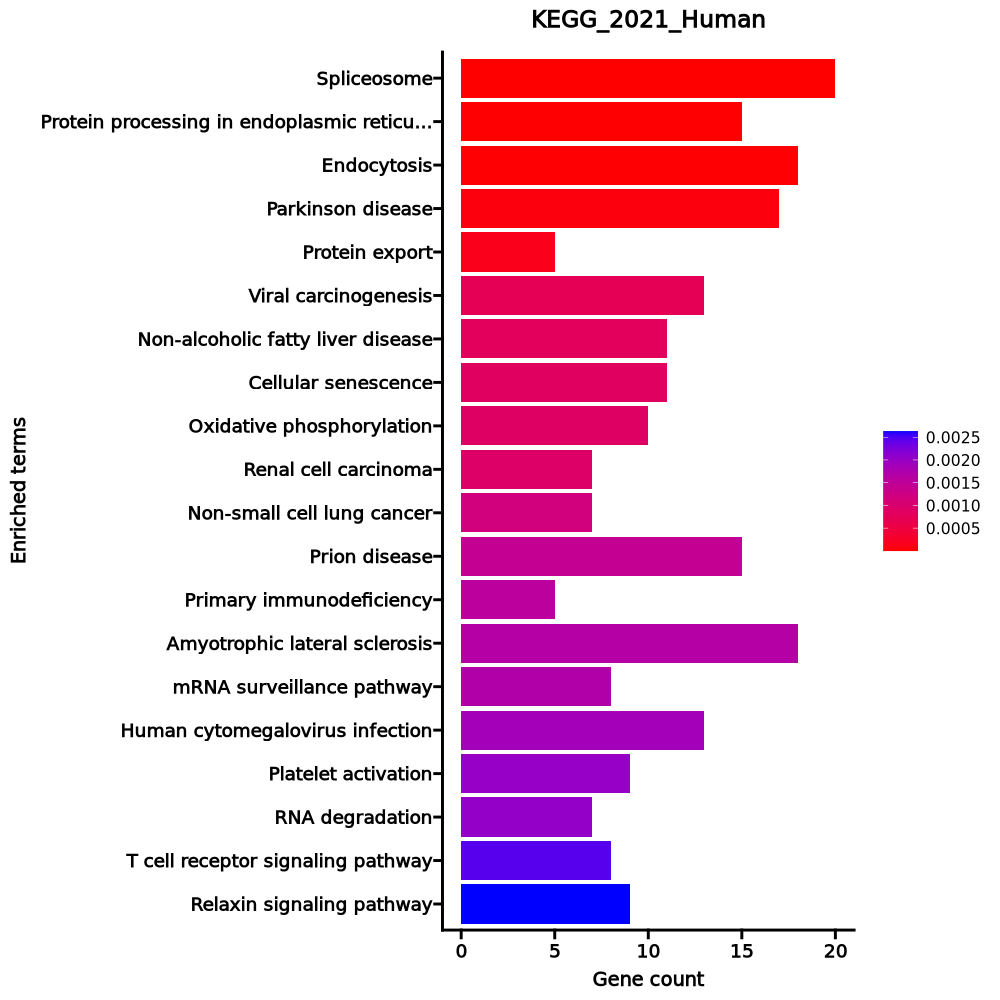 KEGG_2021_Human
Spliceosome
Protein processing in endoplasmic reticu...
Endocytosis
Parkinson disease
Protein export
Viral carcinogenesis
Non-alcoholic fatty liver disease
Cellular senescence
Oxidative phosphorylation
Renal cell carcinoma
Non-small cell lung cancer
Prion disease
Primary immunodeficiency
Amyotrophic lateral sclerosis
mRNA surveillance pathway
Human cytomegalovirus infection
Platelet activation
RNA degradation
T cell receptor signaling pathway
Relaxin signaling pathway
Enriched terms
0 5 10 15 20
Gene count
0.0025
0.0020
0.0015
0.0010
0.0005